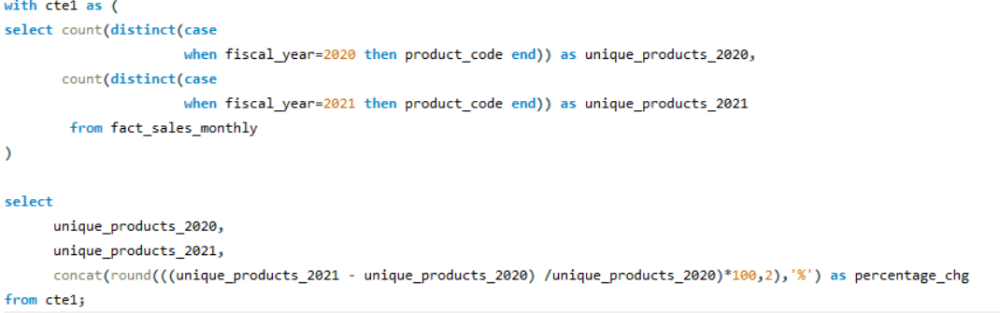 with cte1 as (
select count(distinct(case
when fiscal_year=2020 then product_code end)) as unique_products_2020,
count(distinct(case
when fiscal_year=2021 then product_code end)) as unique_products_2021
from fact_sales_monthly
)
select
unique_products_2020,
unique_products_2021,
concat(round(((unique_products_2021 - unique_products_2020) /unique_products_2020)*100,2),'%') as percentage_chg
from cte1;